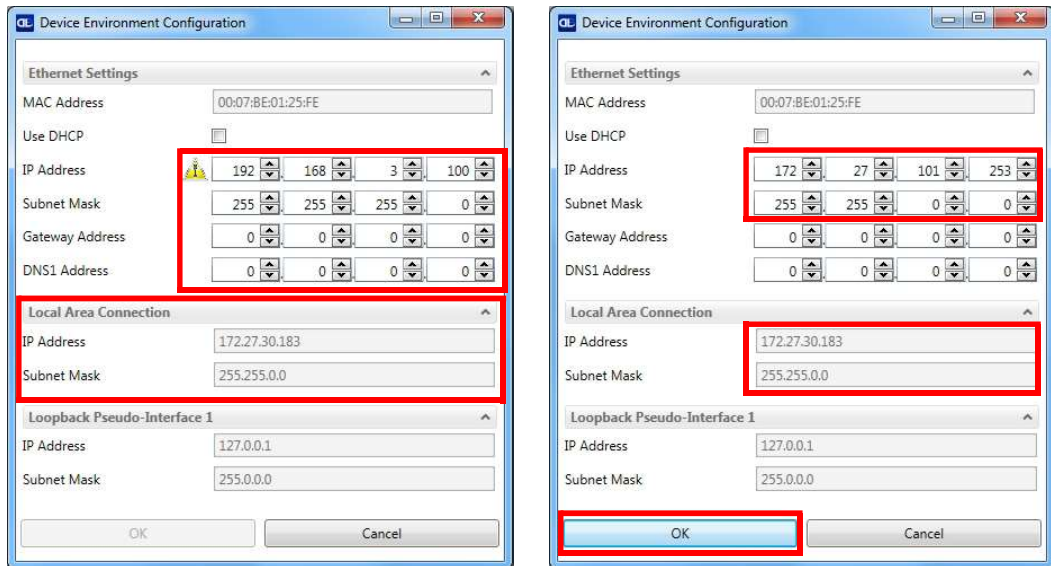 Device Environment Configuration
Ethernet Settings
MAC Address 00:07:BE:01:25:FE
Use DHCP
IP Address 192. 168. 3. 100
Subnet Mask 255. 255. 255. 0
Gateway Address 0. 0. 0. 0
DNS1 Address 0. 0. 0. 0
Local Area Connection
IP Address 172.27.30.183
Subnet Mask 255.255.0.0
Loopback Pseudo-Interface 1
IP Address 127.0.0.1
Subnet Mask 255.0.0.0
OK Cancel
Device Environment Configuration
Ethernet Settings
MAC Address 00:07:BE:01:25:FE
Use DHCP
IP Address 172. 27. 101. 253
Subnet Mask 255. 255. 0. 0
Gateway Address 0. 0. 0. 0
DNS1 Address 0. 0. 0. 0
Local Area Connection
IP Address 172.27.30.183
Subnet Mask 255.255.0.0
Loopback Pseudo-Interface 1
IP Address 127.0.0.1
Subnet Mask 255.0.0.0
OK Cancel